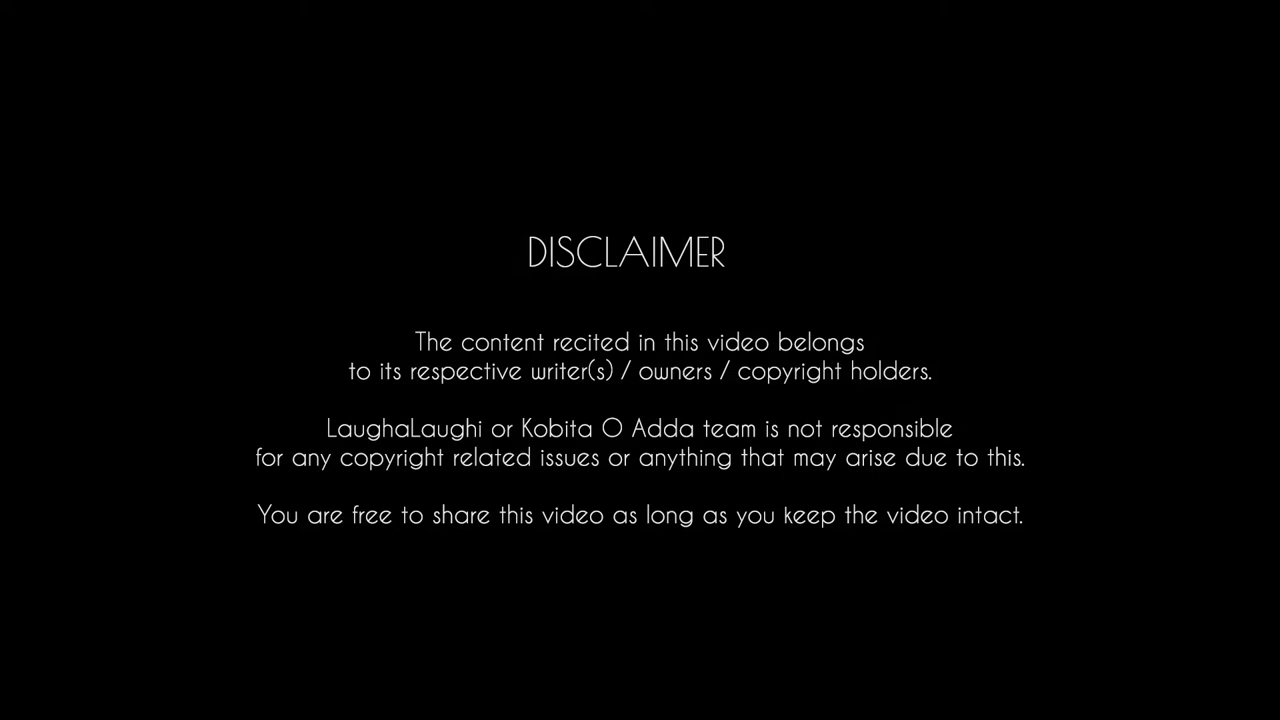 DISCLAIMER
The content recited in this video belongs
to its respective writer(s) / owners / copyright holders.
LaughaLaughi or Kobita O Adda team is not responsible
for any copyright related issues or anything that may arise due to this.
You are free to share this video as long as you keep the video intact.